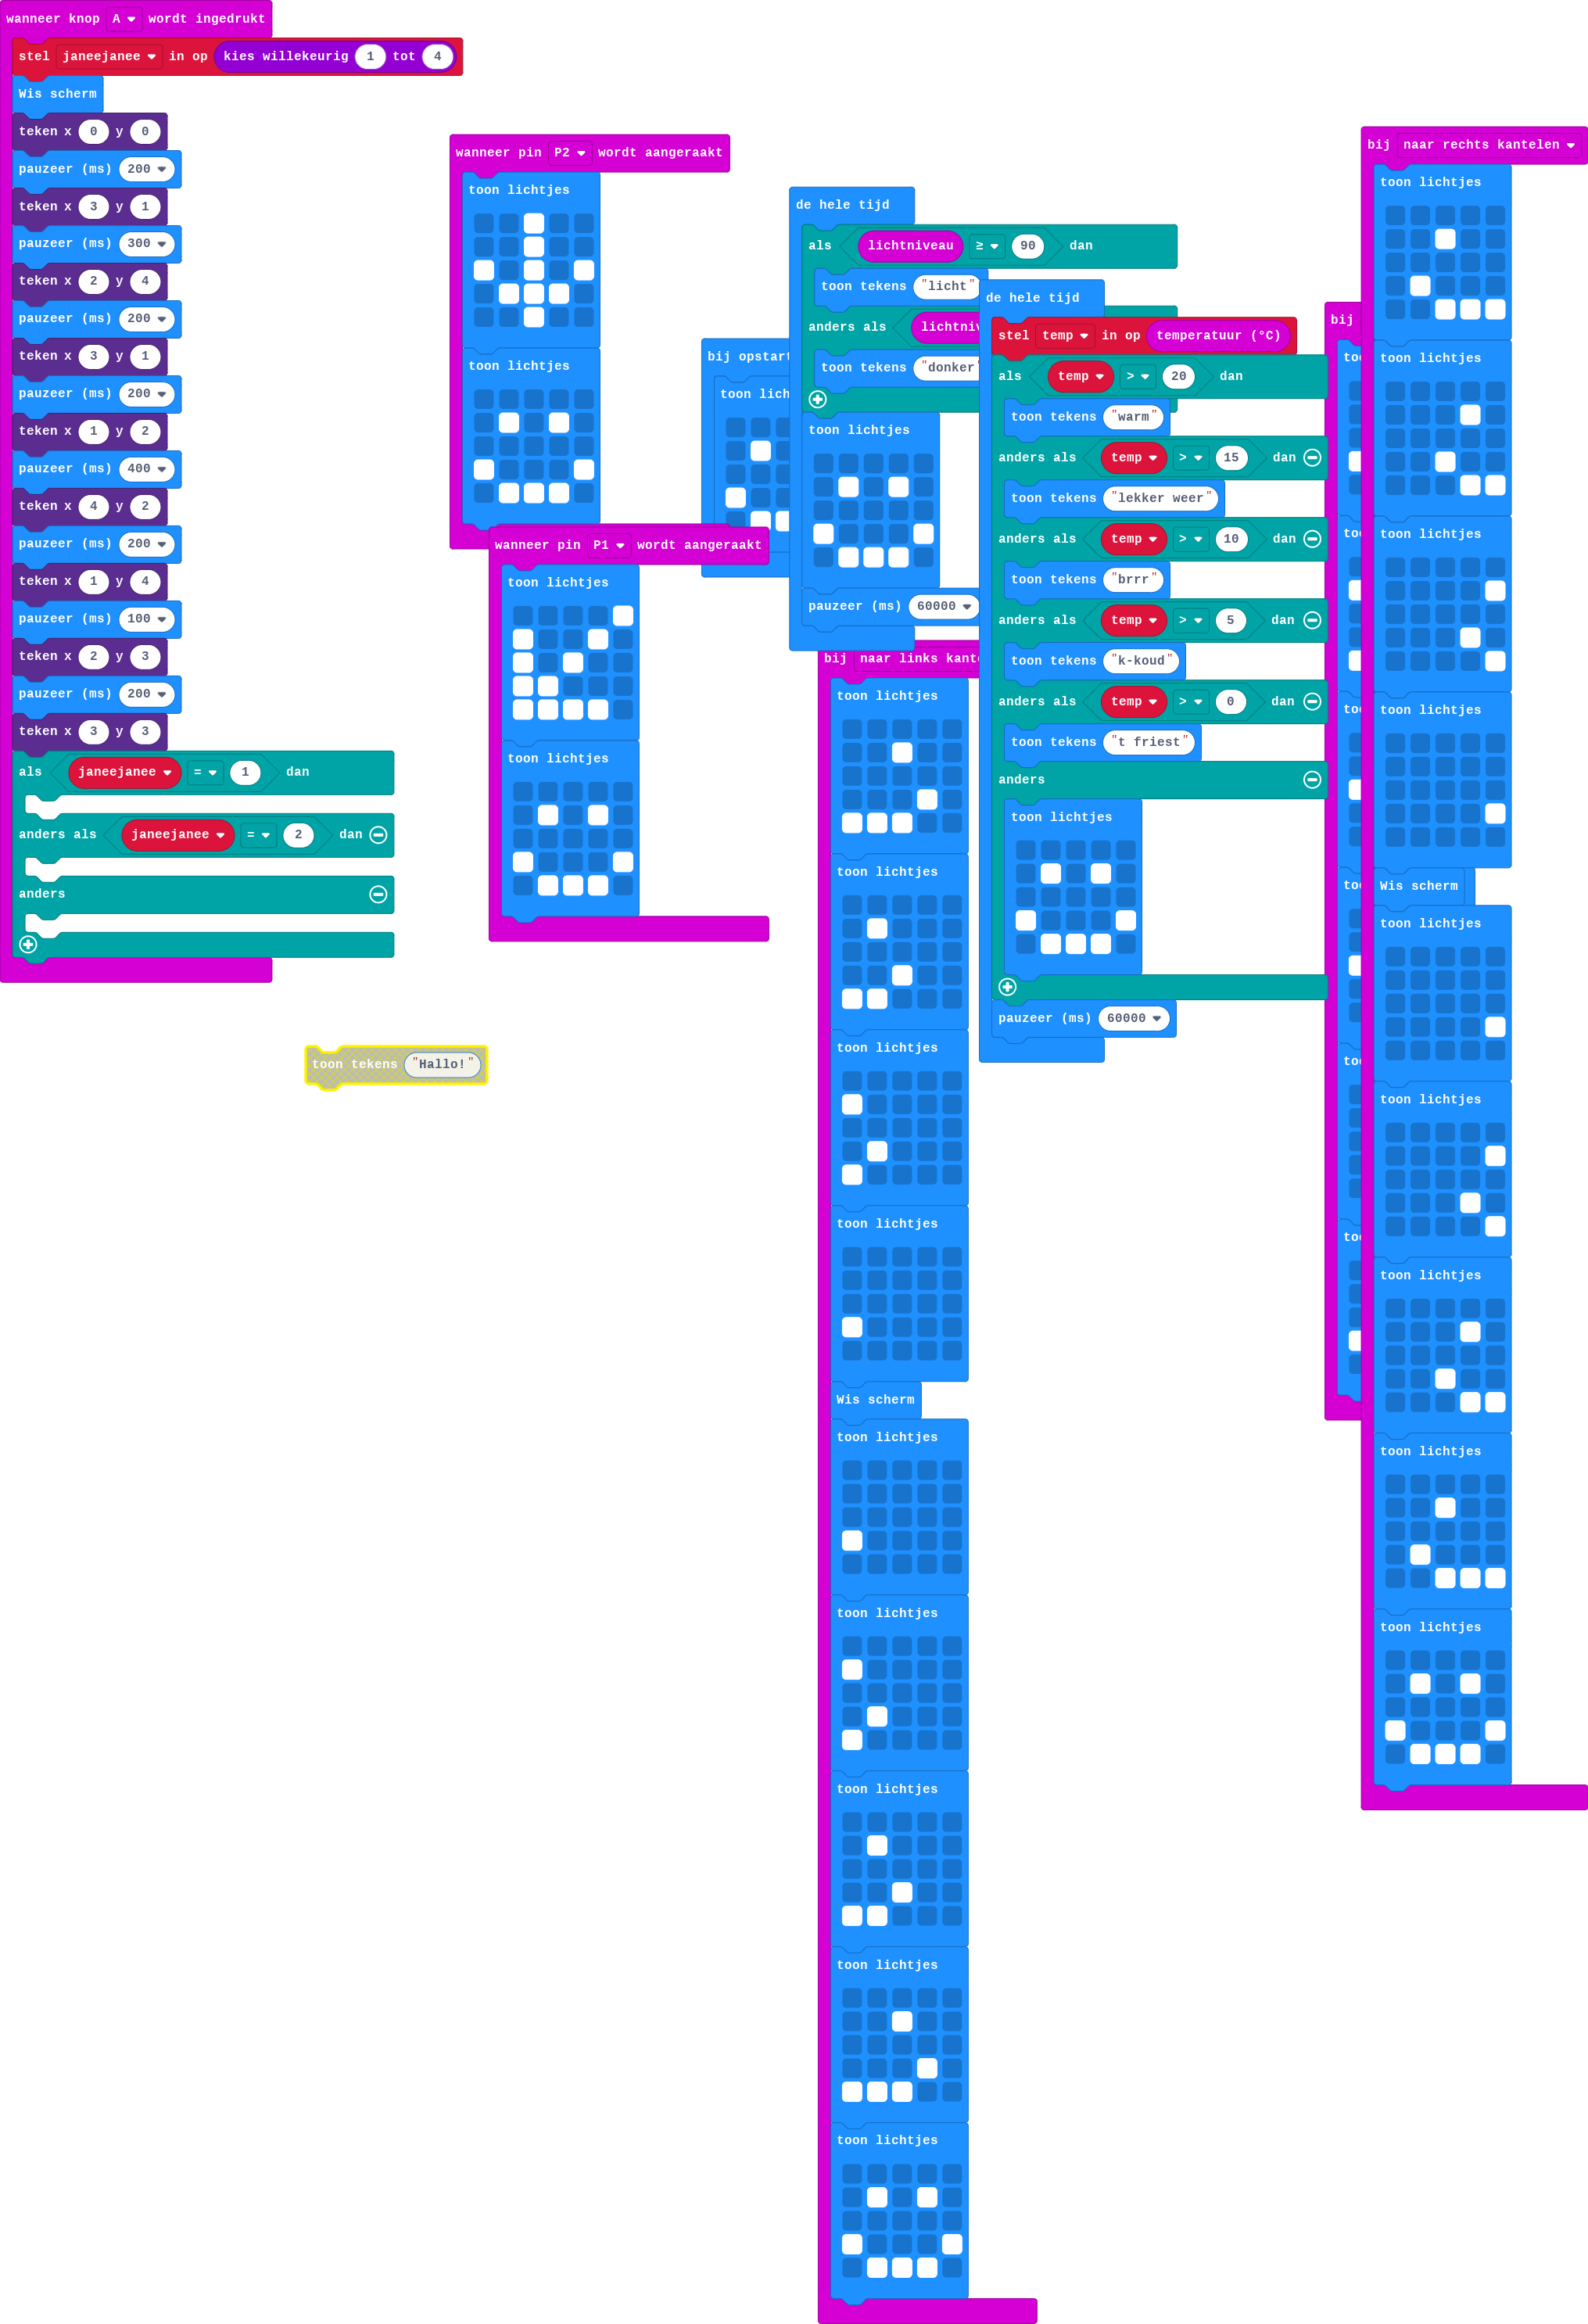 wanneer knop A wordt ingedrukt
stel janeejanee in op kies willekeurig 1 tot 4
Wis scherm
teken x 0 y 0
pauzeer (ms) 200
teken x 3 y 1
pauzeer (ms) 300
teken x 2 y 4
pauzeer (ms) 200
teken x 3 y 1
pauzeer (ms) 200
teken x 1 y 2
pauzeer (ms) 400
teken x 4 y 2
pauzeer (ms) 200
teken x 1 y 4
pauzeer (ms) 100
teken x 2 y 3
pauzeer (ms) 200
teken x 3 y 3
als janeejanee = 1 dan
anders als janeejanee = 2 dan
anders
toon tekens "Hallo!"
wanneer pin P2 wordt aangeraakt
toon lichtjes
toon lichtjes
wanneer pin P1 wordt aangeraakt
toon lichtjes
toon lichtjes
bij opstart
toon
de hele tijd
als lichtniveau ≥ 90 dan
toon tekens "licht"
anders als
toon tekens "donker"
toon lichtjes
pauzeer (ms) 60000
bij naar links
toon lichtjes
toon lichtjes
toon lichtjes
toon lichtjes
Wis scherm
toon lichtjes
toon lichtjes
toon lichtjes
toon lichtjes
toon lichtjes
de hele tijd
stel temp in op temperatuur (°C)
als temp > 20 dan
toon tekens "warm"
anders als temp > 15 dan
toon tekens "lekker weer"
anders als temp > 10 dan
toon tekens "brrr"
anders als temp > 5 dan
toon tekens "k-koud"
anders als temp > 0 dan
toon tekens "t friest"
anders
toon lichtjes
pauzeer (ms) 60000
bij
bij naar rechts kantelen
toon lichtjes
toon lichtjes
toon lichtjes
toon lichtjes
Wis scherm
toon lichtjes
toon lichtjes
toon lichtjes
toon lichtjes
toon lichtjes